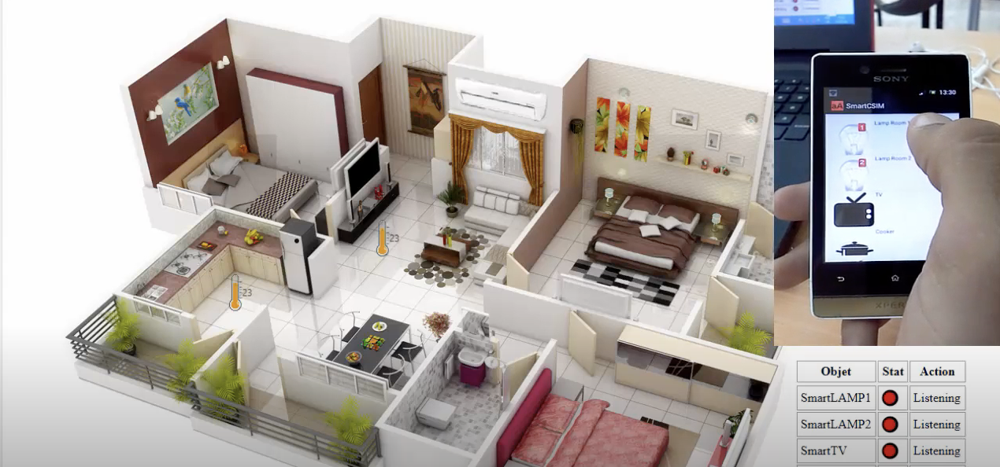 23
23
SONY
13:30
SmartCSIM
1
Lamp Room 1
2
Lamp Room 2
TV
Cooker
Objet Stat Action
SmartLAMP1 Listening
SmartLAMP2 Listening
SmartTV Listening